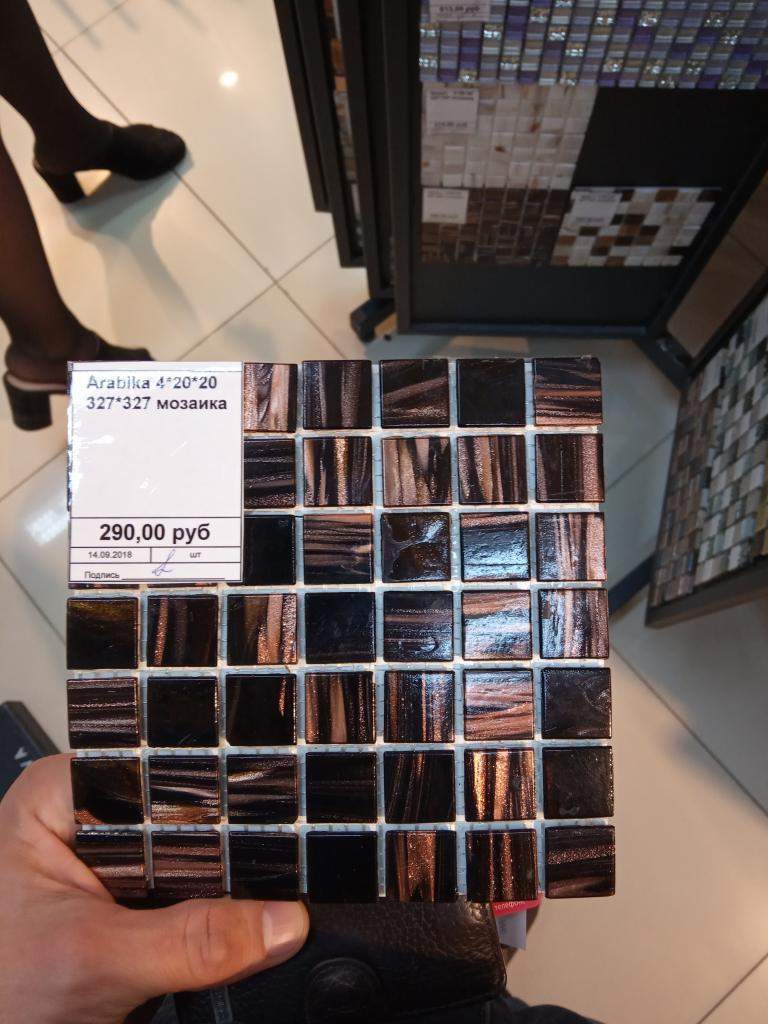 Arabika 4*20*20
327*327 мозаика
290,00 руб
14.09.2018 шт
Подпись